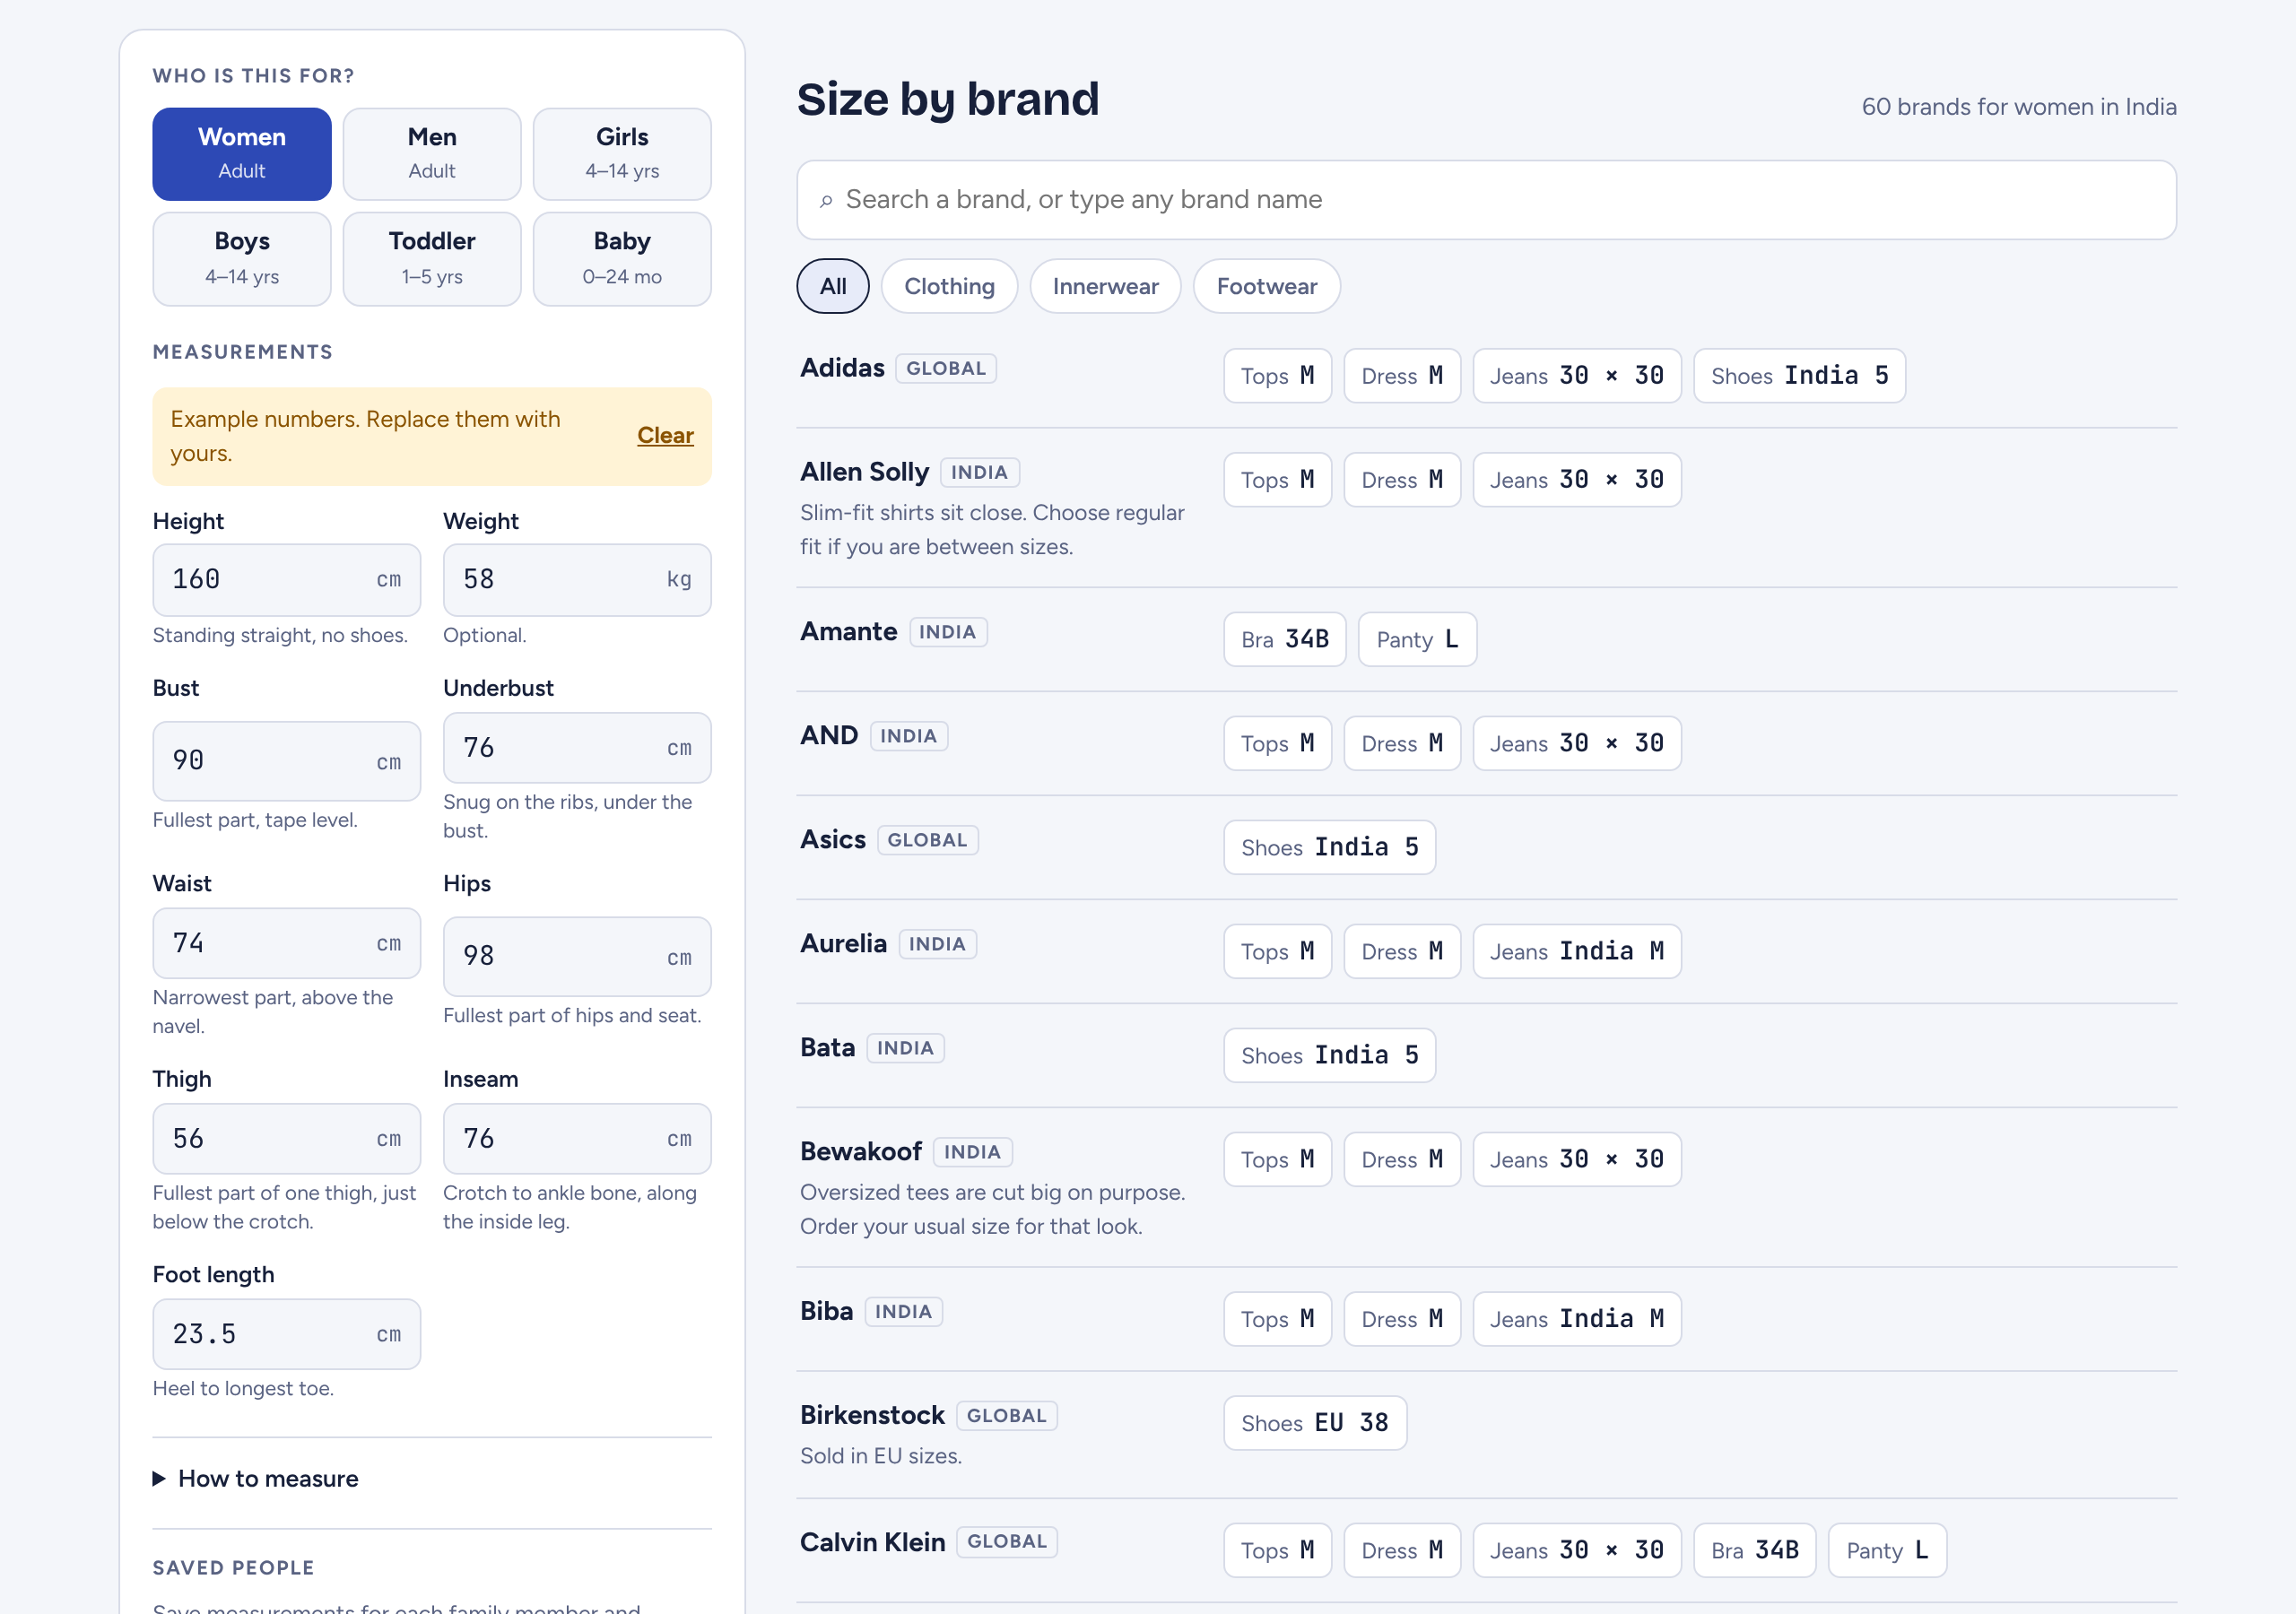 WHO IS THIS FOR?
Women
Adult
Men
Adult
Girls
4–14 yrs
Boys
4–14 yrs
Toddler
1–5 yrs
Baby
0–24 mo
MEASUREMENTS
Example numbers. Replace them with
yours.
Clear
Height
160 cm
Standing straight, no shoes.
Weight
58 kg
Optional.
Bust
90 cm
Fullest part, tape level.
Underbust
76 cm
Snug on the ribs, under the
bust.
Waist
74 cm
Narrowest part, above the
navel.
Hips
98 cm
Fullest part of hips and seat.
Thigh
56 cm
Fullest part of one thigh, just
below the crotch.
Inseam
76 cm
Crotch to ankle bone, along
the inside leg.
Foot length
23.5 cm
Heel to longest toe.
How to measure
SAVED PEOPLE
Save measurements for each family member and
Size by brand
60 brands for women in India
Search a brand, or type any brand name
All Clothing Innerwear Footwear
Adidas GLOBAL
Tops M Dress M Jeans 30 × 30 Shoes India 5
Allen Solly INDIA
Slim-fit shirts sit close. Choose regular
fit if you are between sizes.
Tops M Dress M Jeans 30 × 30
Amante INDIA
Bra 34B Panty L
AND INDIA
Tops M Dress M Jeans 30 × 30
Asics GLOBAL
Shoes India 5
Aurelia INDIA
Tops M Dress M Jeans India M
Bata INDIA
Shoes India 5
Bewakoof INDIA
Oversized tees are cut big on purpose.
Order your usual size for that look.
Tops M Dress M Jeans 30 × 30
Biba INDIA
Tops M Dress M Jeans India M
Birkenstock GLOBAL
Sold in EU sizes.
Shoes EU 38
Calvin Klein GLOBAL
Tops M Dress M Jeans 30 × 30 Bra 34B Panty L